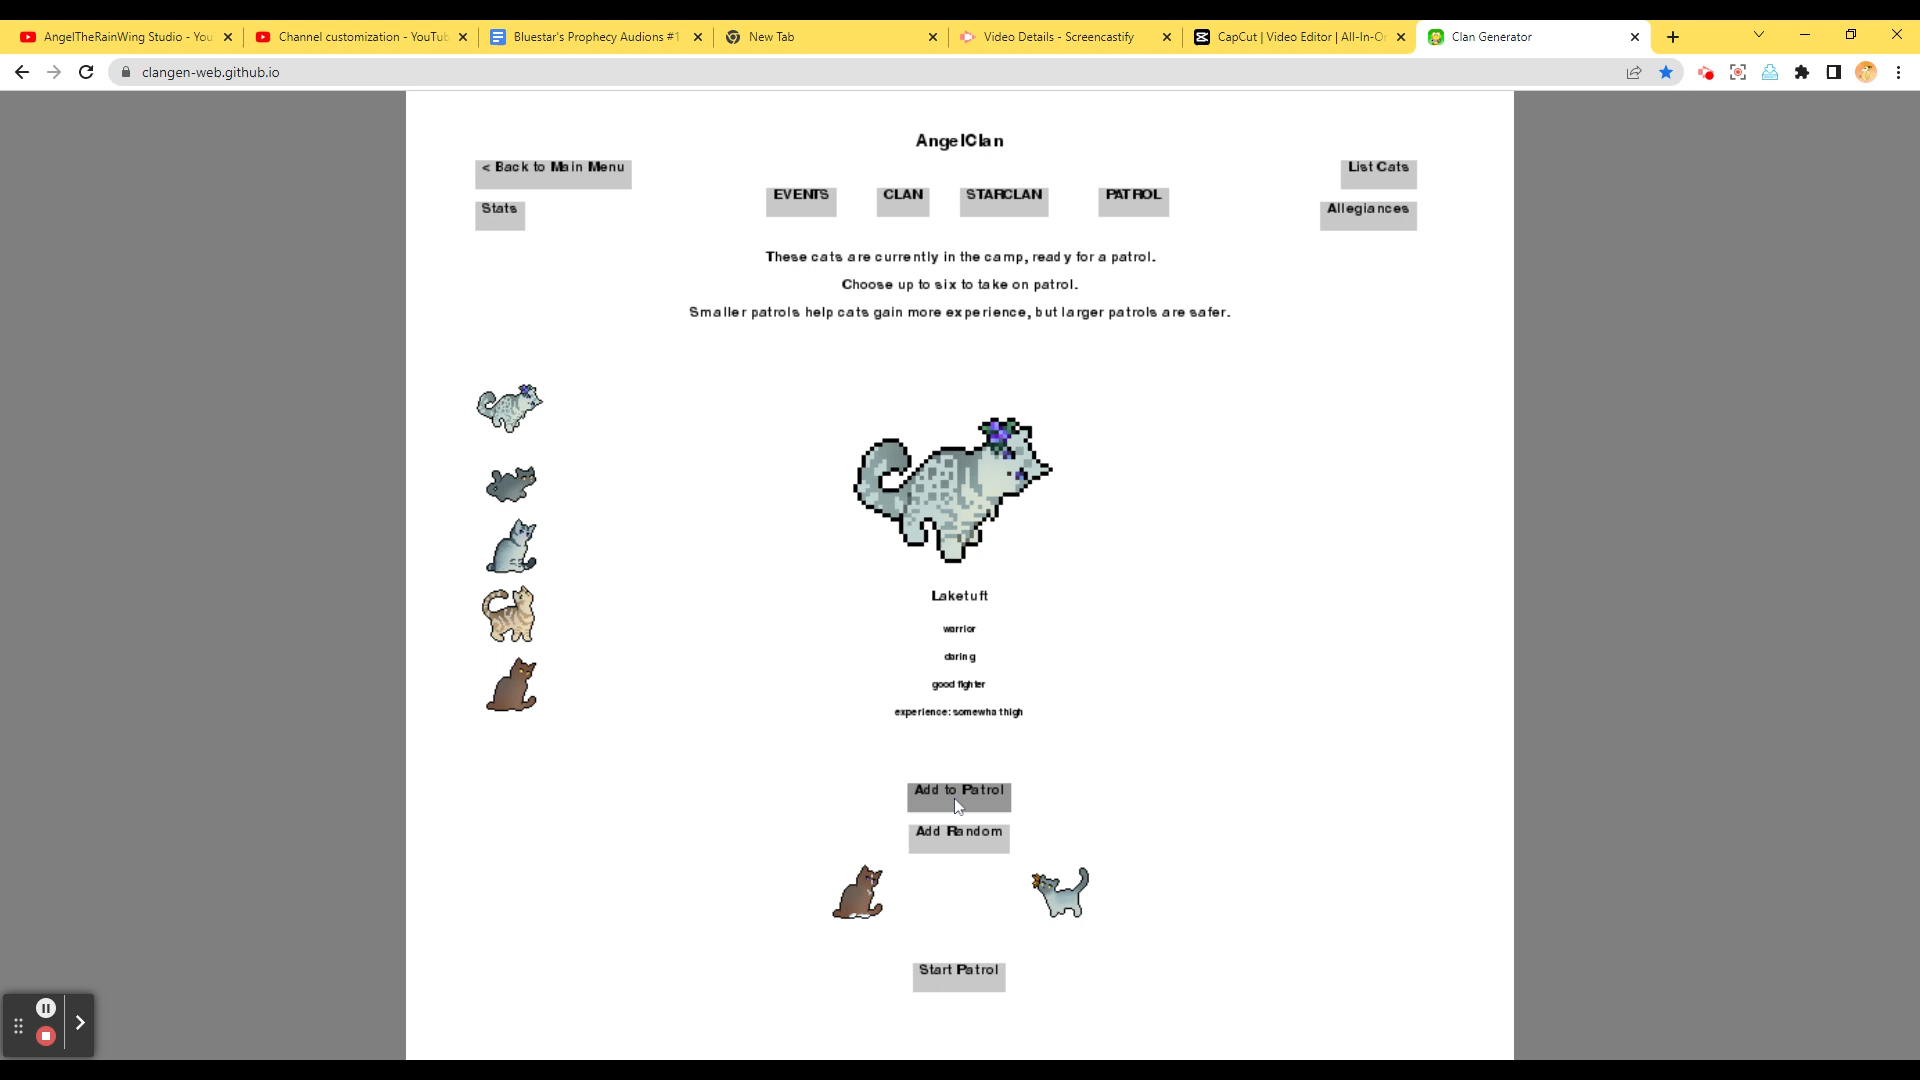 AngelTheRainWing Studio - You
Channel customization - YouTub
Bluestar's Prophecy Audions #1
New Tab
Video Details - Screencastify
CapCut | Video Editor | All-In-On
Clan Generator
clangen-web.github.io
AngelClan
< Back to Main Menu
List Cats
EVENTS
CLAN
STARCLAN
PATROL
Stats
Allegiances
These cats are currently in the camp, ready for a patrol.
Choose up to six to take on patrol.
Smaller patrols help cats gain more experience, but larger patrols are safer.
Laketuft
warrior
daring
good fighter
experience: somewhat high
Add to Patrol
Add Random
Start Patrol